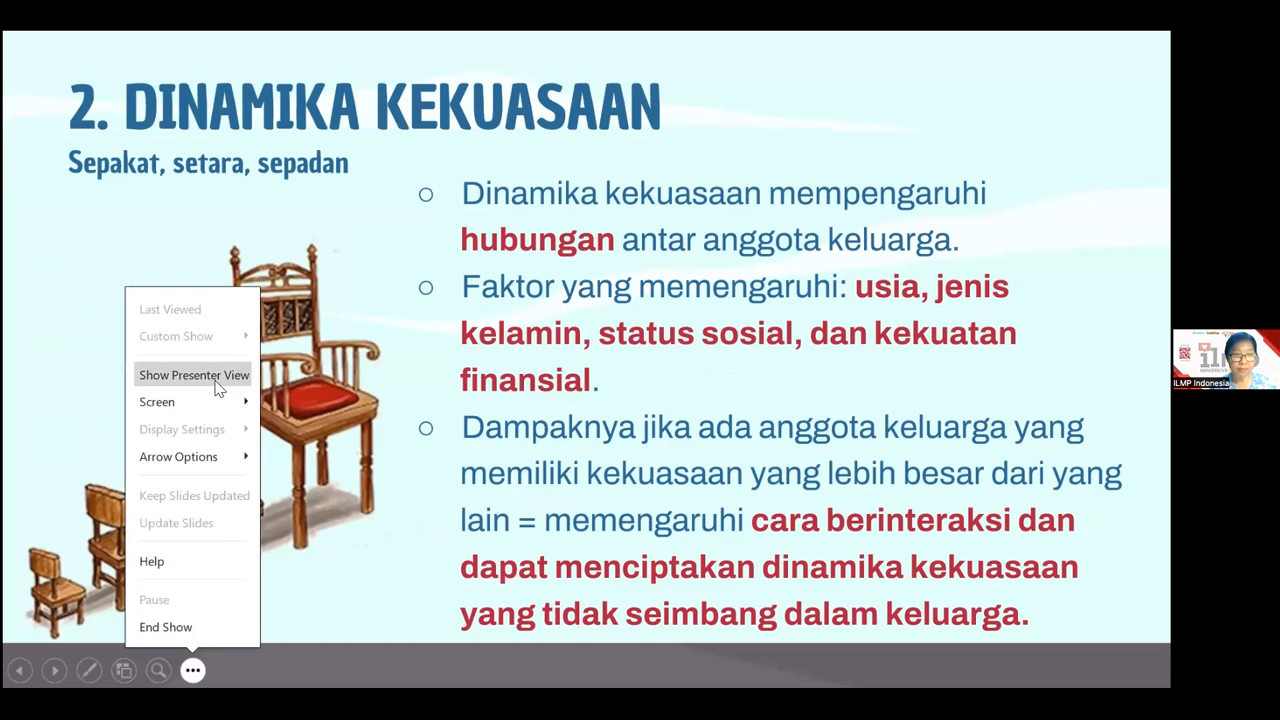 2. DINAMIKA KEKUASAAN
Sepakat, setara, sepadan
○ Dinamika kekuasaan mempengaruhi
hubungan antar anggota keluarga.
○ Faktor yang memengaruhi: usia, jenis
kelamin, status sosial, dan kekuatan
finansial.
○ Dampaknya jika ada anggota keluarga yang
memiliki kekuasaan yang lebih besar dari yang
lain = memengaruhi cara berinteraksi dan
dapat menciptakan dinamika kekuasaan
yang tidak seimbang dalam keluarga.
Last Viewed
Custom Show
Show Presenter View
Screen
Display Settings
Arrow Options
Keep Slides Updated
Update Slides
Help
Pause
End Show
ILMP Indonesia